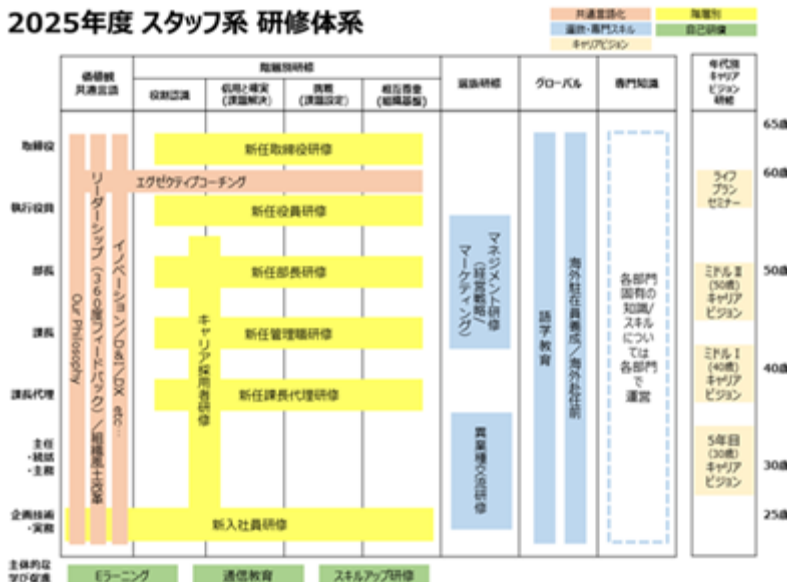 2025年度 スタッフ系 研修体系
共通言語化
階層別
選抜・専門スキル
自己研鑽
キャリアビジョン
価値観
共通言語
階層別研修
役割認識
信用と確実
(課題解決)
挑戦
(課題設定)
相互尊重
(組織基盤)
選抜研修
グローバル
専門知識
年代別
キャリア
ビジョン
研修
取締役
執行役員
部長
課長
課長代理
主任
・統括
・主務
企画技術
・実務
Our Philosophy
リーダーシップ(360度フィードバック)/組織風土改革
イノベーション/D&I/DX etc…
新任取締役研修
エグゼクティブコーチング
新任役員研修
新任部長研修
新任管理職研修
新任課長代理研修
キャリア採用者研修
新入社員研修
マネジメント研修
(経営戦略/
マーケティング)
異業種交流研修
語学教育
海外駐在員養成/海外赴任前
各部門
固有の
知識/
スキル
につい
ては
各部門
で
運営
65歳
60歳
50歳
40歳
30歳
25歳
ライフ
プラン
セミナー
ミドルⅡ
(50歳)
キャリア
ビジョン
ミドルⅠ
(40歳)
キャリア
ビジョン
5年目
(30歳)
キャリア
ビジョン
主体的な
学び促進
Eラーニング
通信教育
スキルアップ研修